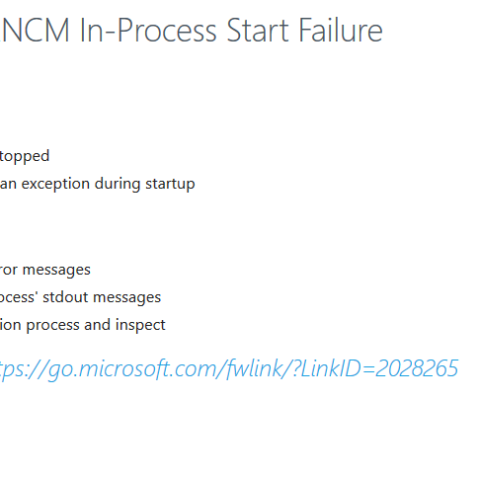 NCM In-Process Start Failure
topped
an exception during startup
ror messages
ocess' stdout messages
ion process and inspect
tps://go.microsoft.com/fwlink/?LinkID=2028265